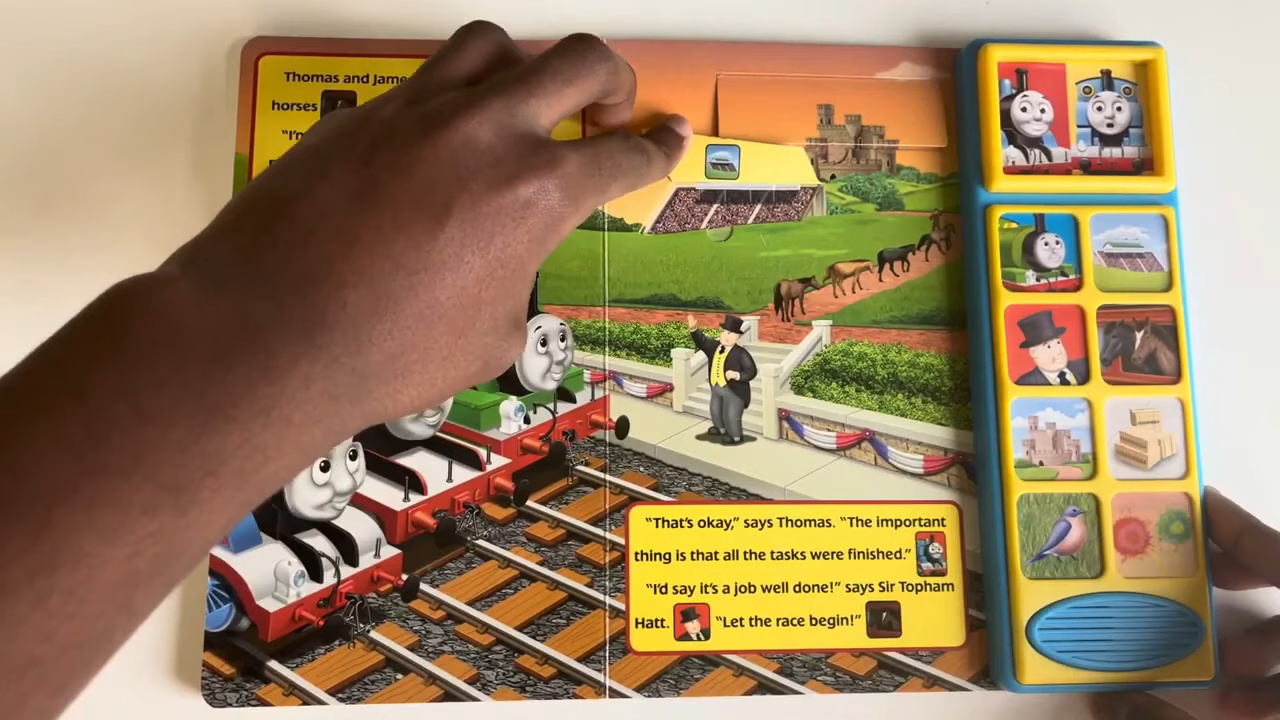 Thomas and Jame
horses
"I'm
"That's okay," says Thomas. "The important
thing is that all the tasks were finished."
"I'd say it's a job well done!" says Sir Topham
Hatt. "Let the race begin!"